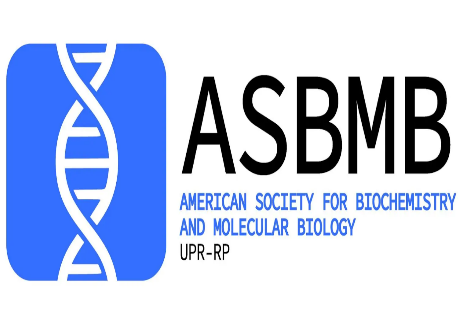 ASBMB
AMERICAN SOCIETY FOR BIOCHEMISTRY
AND MOLECULAR BIOLOGY
UPR-RP